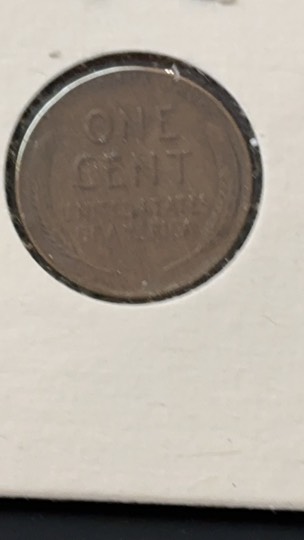 ONE
CENT
UNITED STATES
OF AMERICA